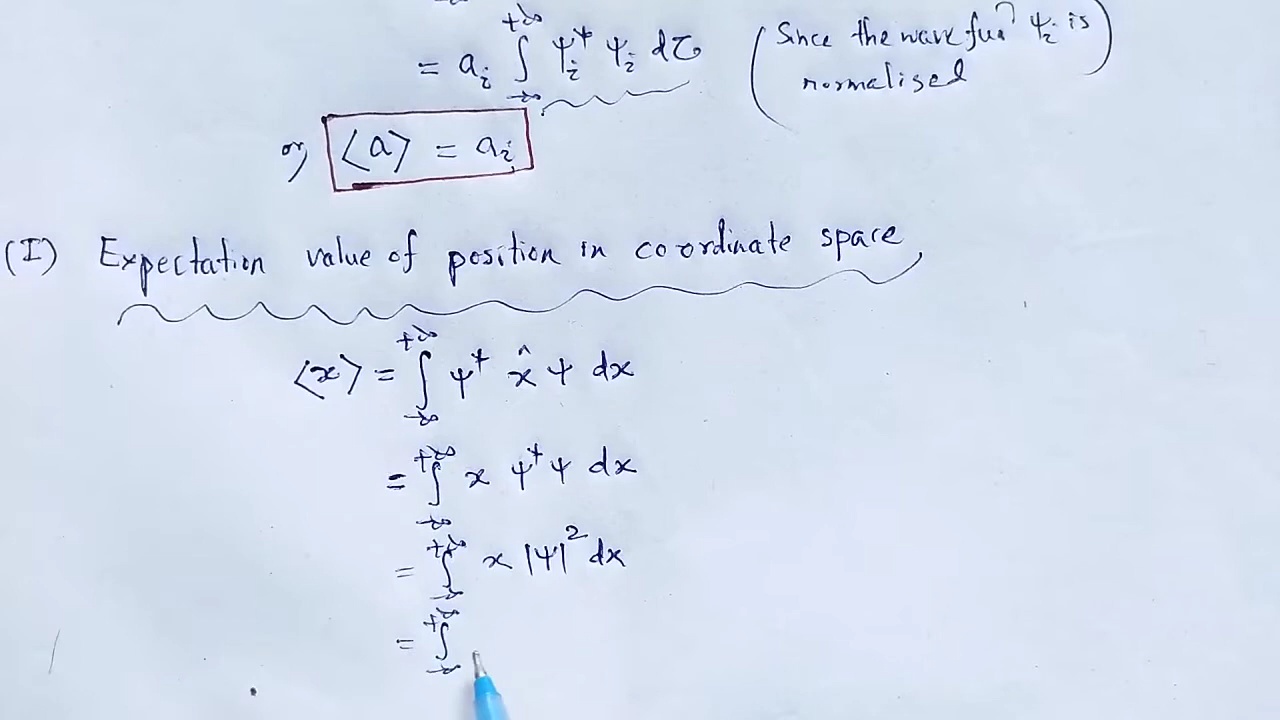 = aᵢ ∫₋∞⁺∞ ψᵢ* ψᵢ dτ (Since the wave funⁿ ψᵢ is normalised)
or, ⟨a⟩ = aᵢ
(I) Expectation value of position in coordinate space
⟨x⟩ = ∫₋∞⁺∞ ψ* x̂ ψ dx
= ∫₋∞⁺∞ x ψ* ψ dx
= ∫₋∞⁺∞ x |ψ|² dx
= ∫₋∞⁺∞